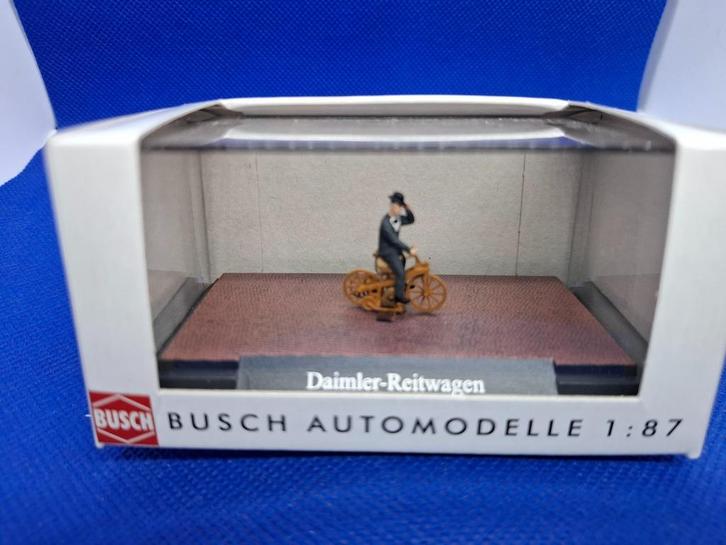 Daimler-Reitwagen
BUSCH BUSCH AUTOMODELLE 1:87